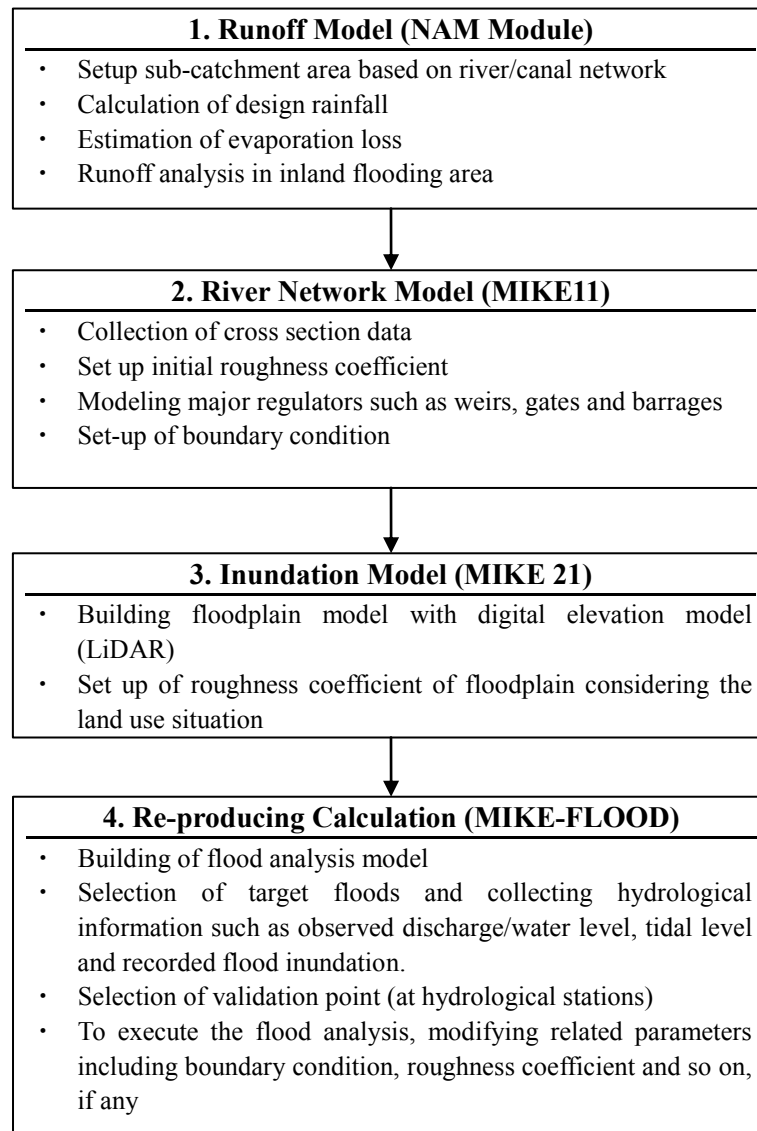 1. Runoff Model (NAM Module)
・ Setup sub-catchment area based on river/canal network
・ Calculation of design rainfall
・ Estimation of evaporation loss
・ Runoff analysis in inland flooding area
2. River Network Model (MIKE11)
・ Collection of cross section data
・ Set up initial roughness coefficient
・ Modeling major regulators such as weirs, gates and barrages
・ Set-up of boundary condition
3. Inundation Model (MIKE 21)
・ Building floodplain model with digital elevation model
(LiDAR)
・ Set up of roughness coefficient of floodplain considering the
land use situation
4. Re-producing Calculation (MIKE-FLOOD)
・ Building of flood analysis model
・ Selection of target floods and collecting hydrological
information such as observed discharge/water level, tidal level
and recorded flood inundation.
・ Selection of validation point (at hydrological stations)
・ To execute the flood analysis, modifying related parameters
including boundary condition, roughness coefficient and so on,
if any